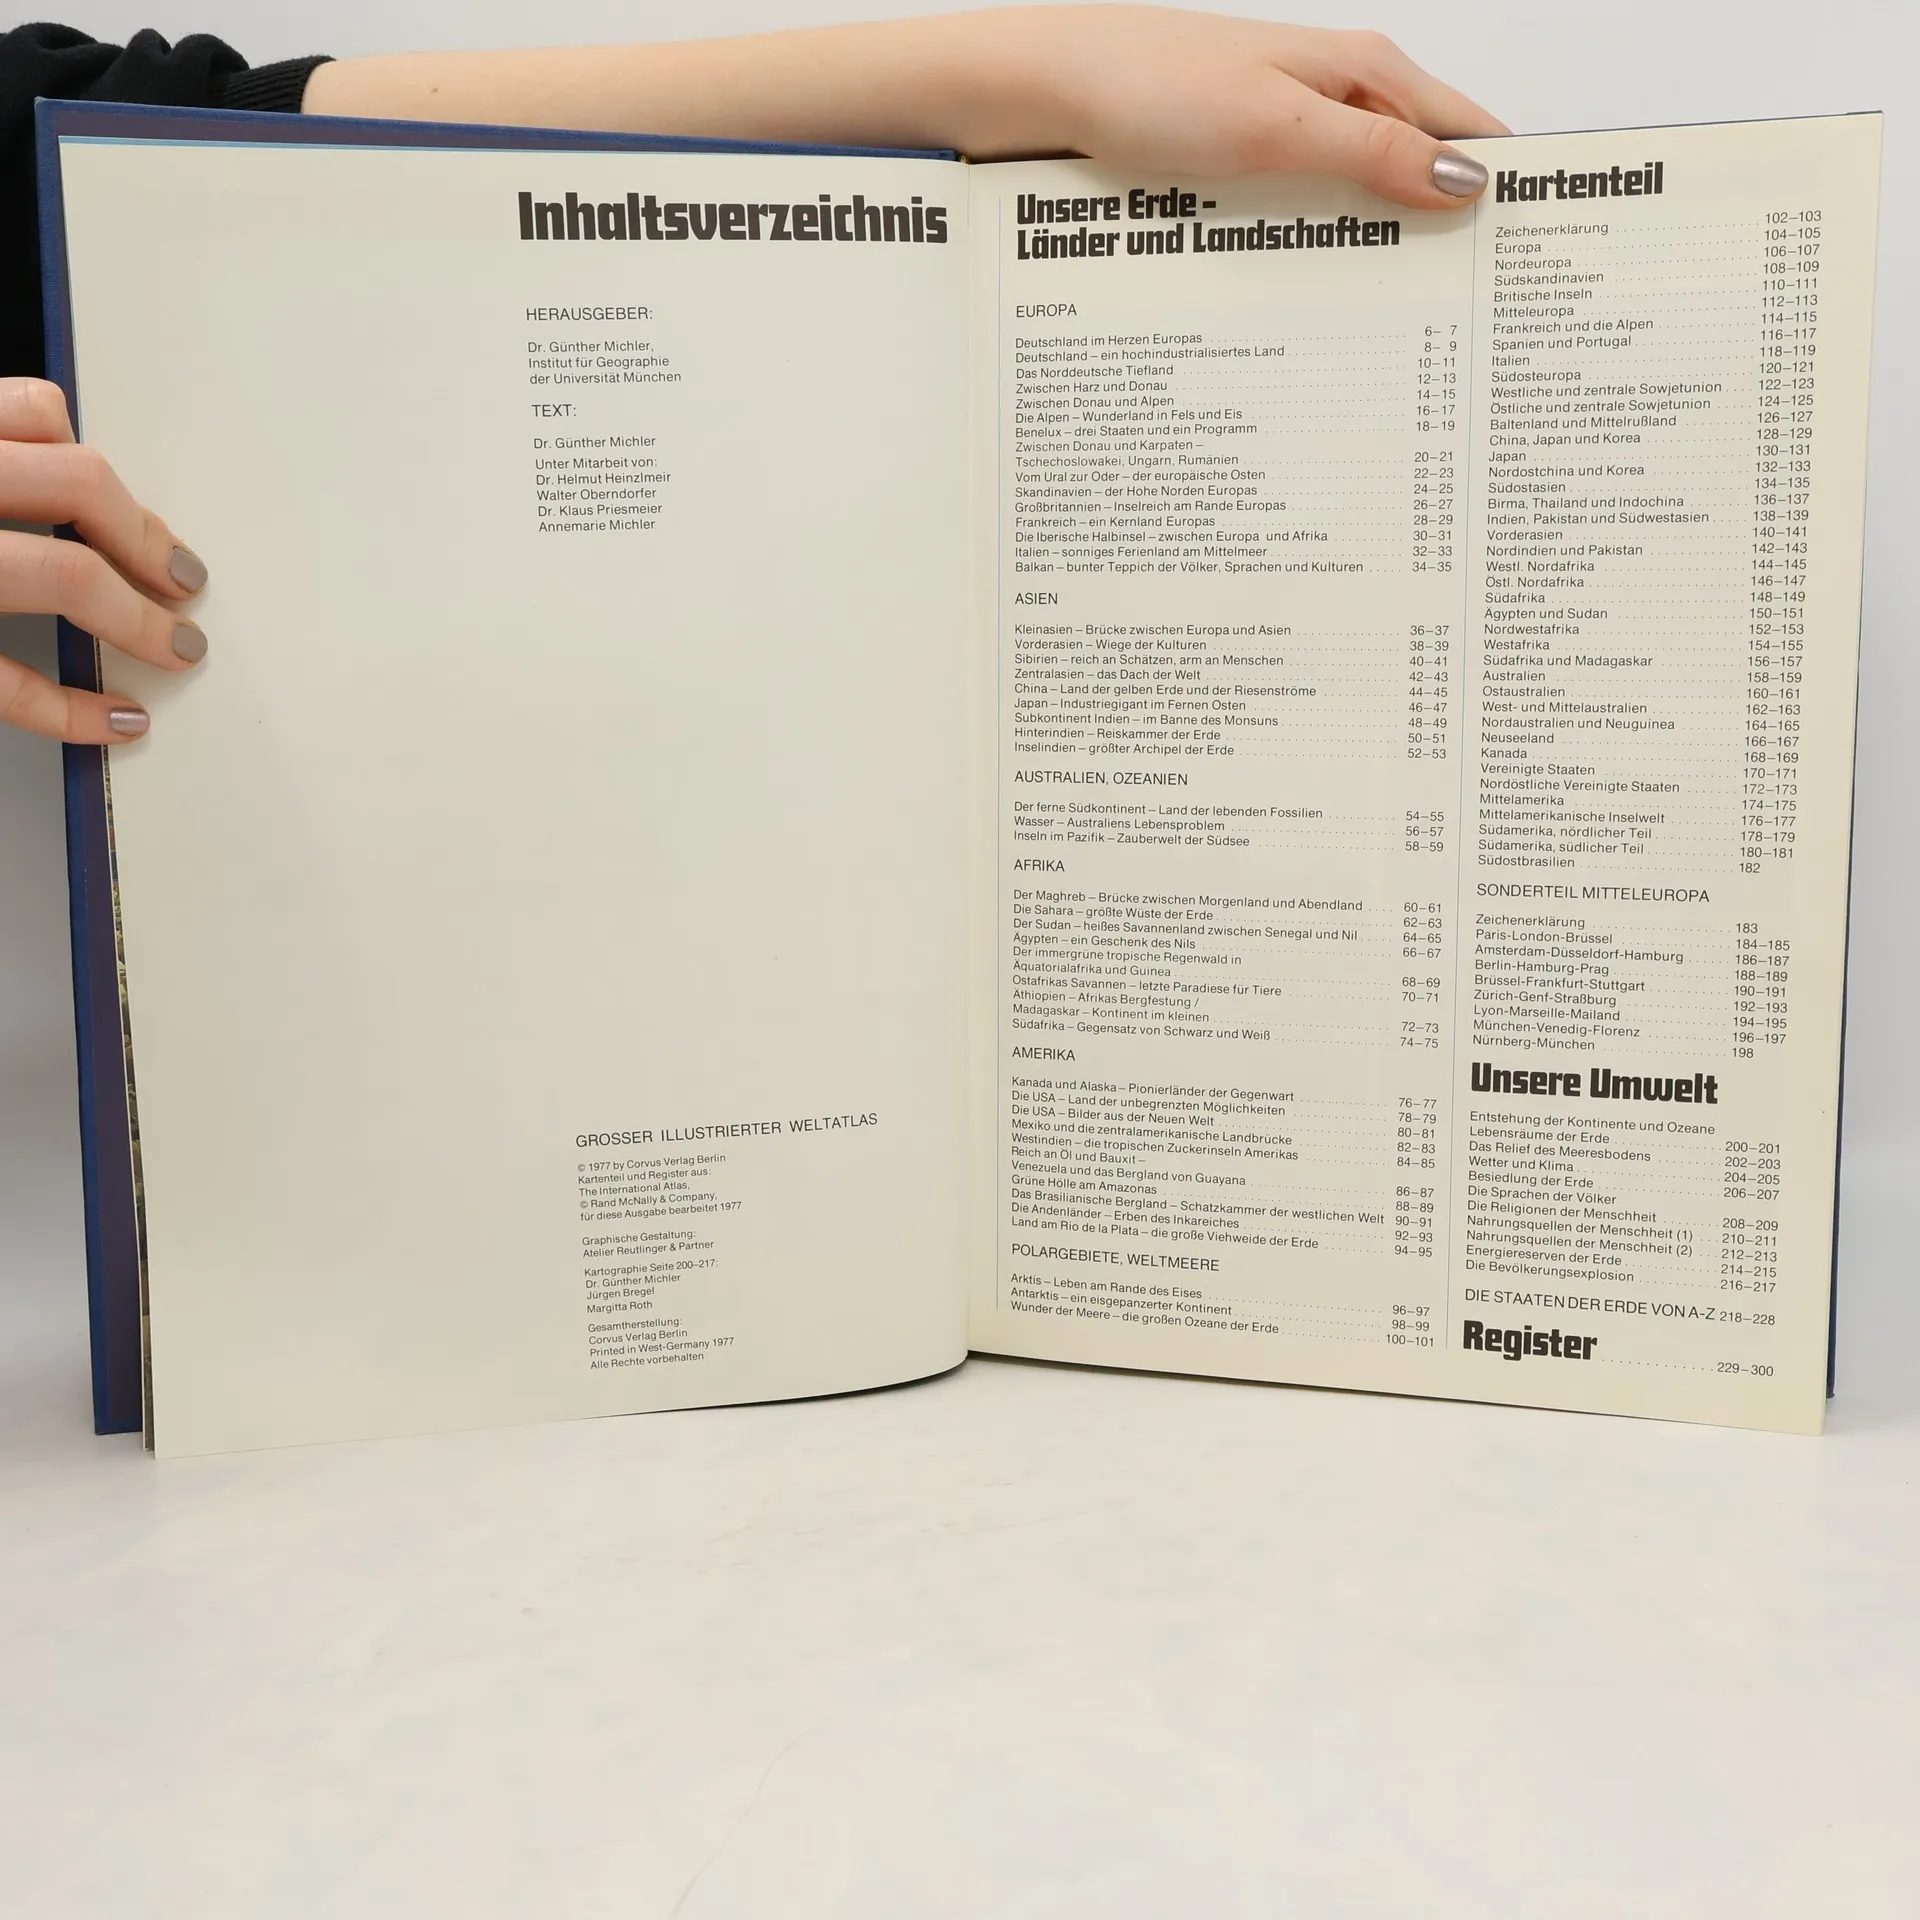 Inhaltsverzeichnis
HERAUSGEBER:
Dr. Günther Michler,
Institut für Geographie
der Universität München
TEXT:
Dr. Günther Michler
Unter Mitarbeit von:
Dr. Helmut Heinzlmeir
Walter Oberndorfer
Dr. Klaus Priesmeier
Annemarie Michler
GROSSER ILLUSTRIERTER WELTATLAS
© 1977 by Corvus Verlag Berlin
Kartenteil und Register aus:
The International Atlas,
© Rand McNally & Company,
für diese Ausgabe bearbeitet 1977
Graphische Gestaltung:
Atelier Reutlinger & Partner
Kartographie Seite 200–217:
Dr. Günther Michler
Jürgen Bregel
Margitta Roth
Gesamtherstellung:
Corvus Verlag Berlin
Printed in West-Germany 1977
Alle Rechte vorbehalten
Unsere Erde –
Länder und Landschaften
EUROPA
Deutschland im Herzen Europas 6– 7
Deutschland – ein hochindustrialisiertes Land 8– 9
Das Norddeutsche Tiefland 10–11
Zwischen Harz und Donau 12–13
Zwischen Donau und Alpen 14–15
Die Alpen – Wunderland in Fels und Eis 16–17
Benelux – drei Staaten und ein Programm 18–19
Zwischen Donau und Karpaten –
Tschechoslowakei, Ungarn, Rumänien 20–21
Vom Ural zur Oder – der europäische Osten 22–23
Skandinavien – der Hohe Norden Europas 24–25
Großbritannien – Inselreich am Rande Europas 26–27
Frankreich – ein Kernland Europas 28–29
Die Iberische Halbinsel – zwischen Europa und Afrika 30–31
Italien – sonniges Ferienland am Mittelmeer 32–33
Balkan – bunter Teppich der Völker, Sprachen und Kulturen 34–35
ASIEN
Kleinasien – Brücke zwischen Europa und Asien 36–37
Vorderasien – Wiege der Kulturen 38–39
Sibirien – reich an Schätzen, arm an Menschen 40–41
Zentralasien – das Dach der Welt 42–43
China – Land der gelben Erde und der Riesenströme 44–45
Japan – Industriegigant im Fernen Osten 46–47
Subkontinent Indien – im Banne des Monsuns 48–49
Hinterindien – Reiskammer der Erde 50–51
Inselindien – größter Archipel der Erde 52–53
AUSTRALIEN, OZEANIEN
Der ferne Südkontinent – Land der lebenden Fossilien 54–55
Wasser – Australiens Lebensproblem 56–57
Inseln im Pazifik – Zauberwelt der Südsee 58–59
AFRIKA
Der Maghreb – Brücke zwischen Morgenland und Abendland 60–61
Die Sahara – größte Wüste der Erde 62–63
Der Sudan – heißes Savannenland zwischen Senegal und Nil 64–65
Ägypten – ein Geschenk des Nils 66–67
Der immergrüne tropische Regenwald in
Äquatorialafrika und Guinea 68–69
Ostafrikas Savannen – letzte Paradiese für Tiere 70–71
Äthiopien – Afrikas Bergfestung /
Madagaskar – Kontinent im kleinen 72–73
Südafrika – Gegensatz von Schwarz und Weiß 74–75
AMERIKA
Kanada und Alaska – Pionierländer der Gegenwart 76–77
Die USA – Land der unbegrenzten Möglichkeiten 78–79
Die USA – Bilder aus der Neuen Welt 80–81
Mexiko und die zentralamerikanische Landbrücke 82–83
Westindien – die tropischen Zuckerinseln Amerikas 84–85
Reich an Öl und Bauxit –
Venezuela und das Bergland von Guayana 86–87
Grüne Hölle am Amazonas 88–89
Das Brasilianische Bergland – Schatzkammer der westlichen Welt 90–91
Die Andenländer – Erben des Inkareiches 92–93
Land am Rio de la Plata – die große Viehweide der Erde 94–95
POLARGEBIETE, WELTMEERE
Arktis – Leben am Rande des Eises 96–97
Antarktis – ein eisgepanzerter Kontinent 98–99
Wunder der Meere – die großen Ozeane der Erde 100–101
Kartenteil
Zeichenerklärung 102–103
Europa 104–105
Nordeuropa 106–107
Südskandinavien 108–109
Britische Inseln 110–111
Mitteleuropa 112–113
Frankreich und die Alpen 114–115
Spanien und Portugal 116–117
Italien 118–119
Südosteuropa 120–121
Westliche und zentrale Sowjetunion 122–123
Östliche und zentrale Sowjetunion 124–125
Baltenland und Mittelrußland 126–127
China, Japan und Korea 128–129
Japan 130–131
Nordostchina und Korea 132–133
Südostasien 134–135
Birma, Thailand und Indochina 136–137
Indien, Pakistan und Südwestasien 138–139
Vorderasien 140–141
Nordindien und Pakistan 142–143
Westl. Nordafrika 144–145
Östl. Nordafrika 146–147
Südafrika 148–149
Ägypten und Sudan 150–151
Nordwestafrika 152–153
Westafrika 154–155
Südafrika und Madagaskar 156–157
Australien 158–159
Ostaustralien 160–161
West- und Mittelaustralien 162–163
Nordaustralien und Neuguinea 164–165
Neuseeland 166–167
Kanada 168–169
Vereinigte Staaten 170–171
Nordöstliche Vereinigte Staaten 172–173
Mittelamerika 174–175
Mittelamerikanische Inselwelt 176–177
Südamerika, nördlicher Teil 178–179
Südamerika, südlicher Teil 180–181
Südostbrasilien 182
SONDERTEIL MITTELEUROPA
Zeichenerklärung 183
Paris-London-Brüssel 184–185
Amsterdam-Düsseldorf-Hamburg 186–187
Berlin-Hamburg-Prag 188–189
Brüssel-Frankfurt-Stuttgart 190–191
Zürich-Genf-Straßburg 192–193
Lyon-Marseille-Mailand 194–195
München-Venedig-Florenz 196–197
Nürnberg-München 198
Unsere Umwelt
Entstehung der Kontinente und Ozeane
Lebensräume der Erde 200–201
Das Relief des Meeresbodens 202–203
Wetter und Klima 204–205
Besiedlung der Erde 206–207
Die Sprachen der Völker
Die Religionen der Menschheit 208–209
Nahrungsquellen der Menschheit (1) 210–211
Nahrungsquellen der Menschheit (2) 212–213
Energiereserven der Erde 214–215
Die Bevölkerungsexplosion 216–217
DIE STAATEN DER ERDE VON A-Z 218–228
Register 229–300